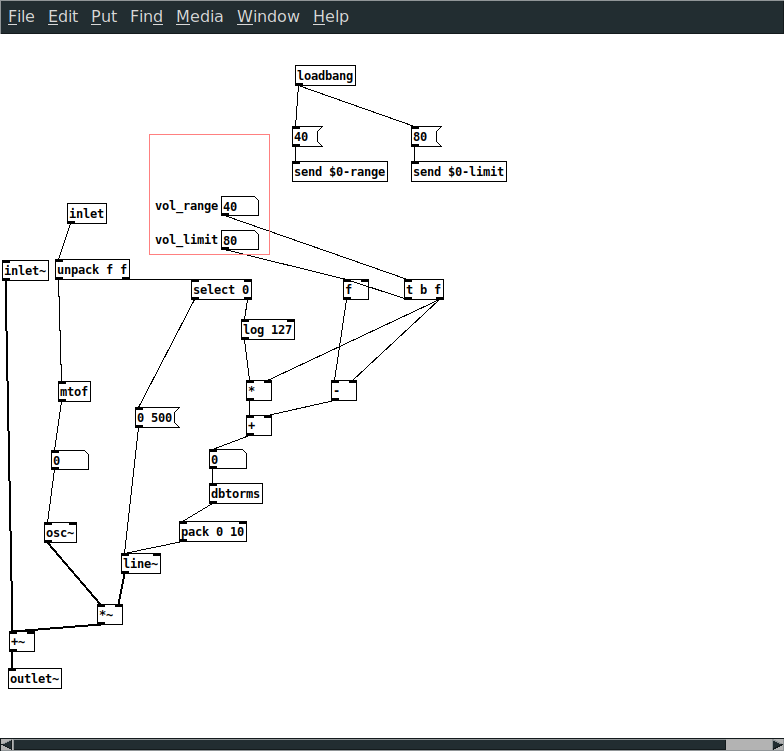 File Edit Put Find Media Window Help
loadbang
40 80
send $0-range send $0-limit
vol_range 40
inlet
vol_limit 80
inlet~ unpack f f
select 0 f t b f
log 127
mtof * -
0 500
+
0 0
dbtorms
osc~ pack 0 10
line~
*~
+~
outlet~